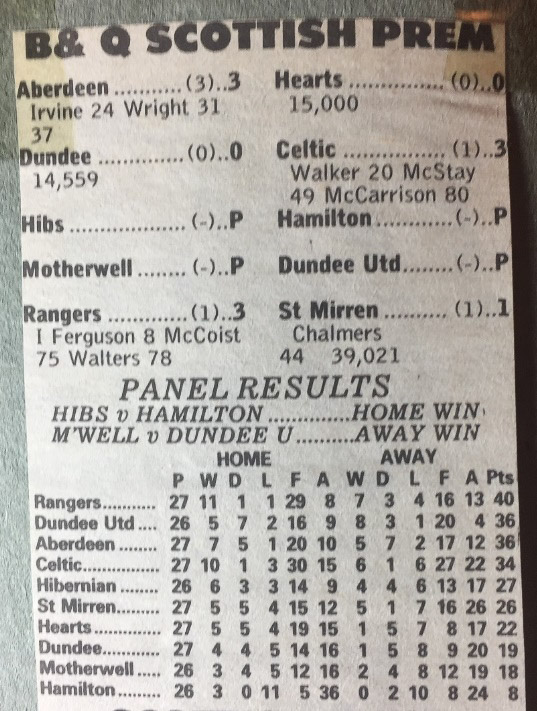 B& Q SCOTTISH PREM
Aberdeen ........... (3)..3 Hearts ............... (0)..0
Irvine 24 Wright 31 15,000
37
Dundee ............... (0)..0 Celtic ................ (1)..3
14,559 Walker 20 McStay
49 McCarrison 80
Hibs ................... (-)..P Hamilton ............ (-)..P
Motherwell ........ (-)..P Dundee Utd........ (-)..P
Rangers ............. (1)..3 St Mirren .......... (1)..1
I Ferguson 8 McCoist Chalmers
75 Walters 78 44 39,021
PANEL RESULTS
HIBS v HAMILTON ..............HOME WIN
M'WELL v DUNDEE U..........AWAY WIN
HOME AWAY
P W D L F A W D L F A Pts
Rangers........... 27 11 1 1 29 8 7 3 4 16 13 40
Dundee Utd .... 26 5 7 2 16 9 8 3 1 20 4 36
Aberdeen ........ 27 7 5 1 20 10 5 7 2 17 12 36
Celtic............... 27 10 1 3 30 15 6 1 6 27 22 34
Hibernian ........ 26 6 3 3 14 9 4 4 6 13 17 27
St Mirren......... 27 5 5 4 15 12 5 1 7 16 26 26
Hearts.............. 27 5 5 4 19 15 1 5 7 8 17 22
Dundee............ 27 4 4 5 14 16 1 5 8 9 20 19
Motherwell ..... 26 3 4 5 12 16 2 4 8 12 19 18
Hamilton ......... 26 3 0 11 5 36 0 2 10 8 24 8